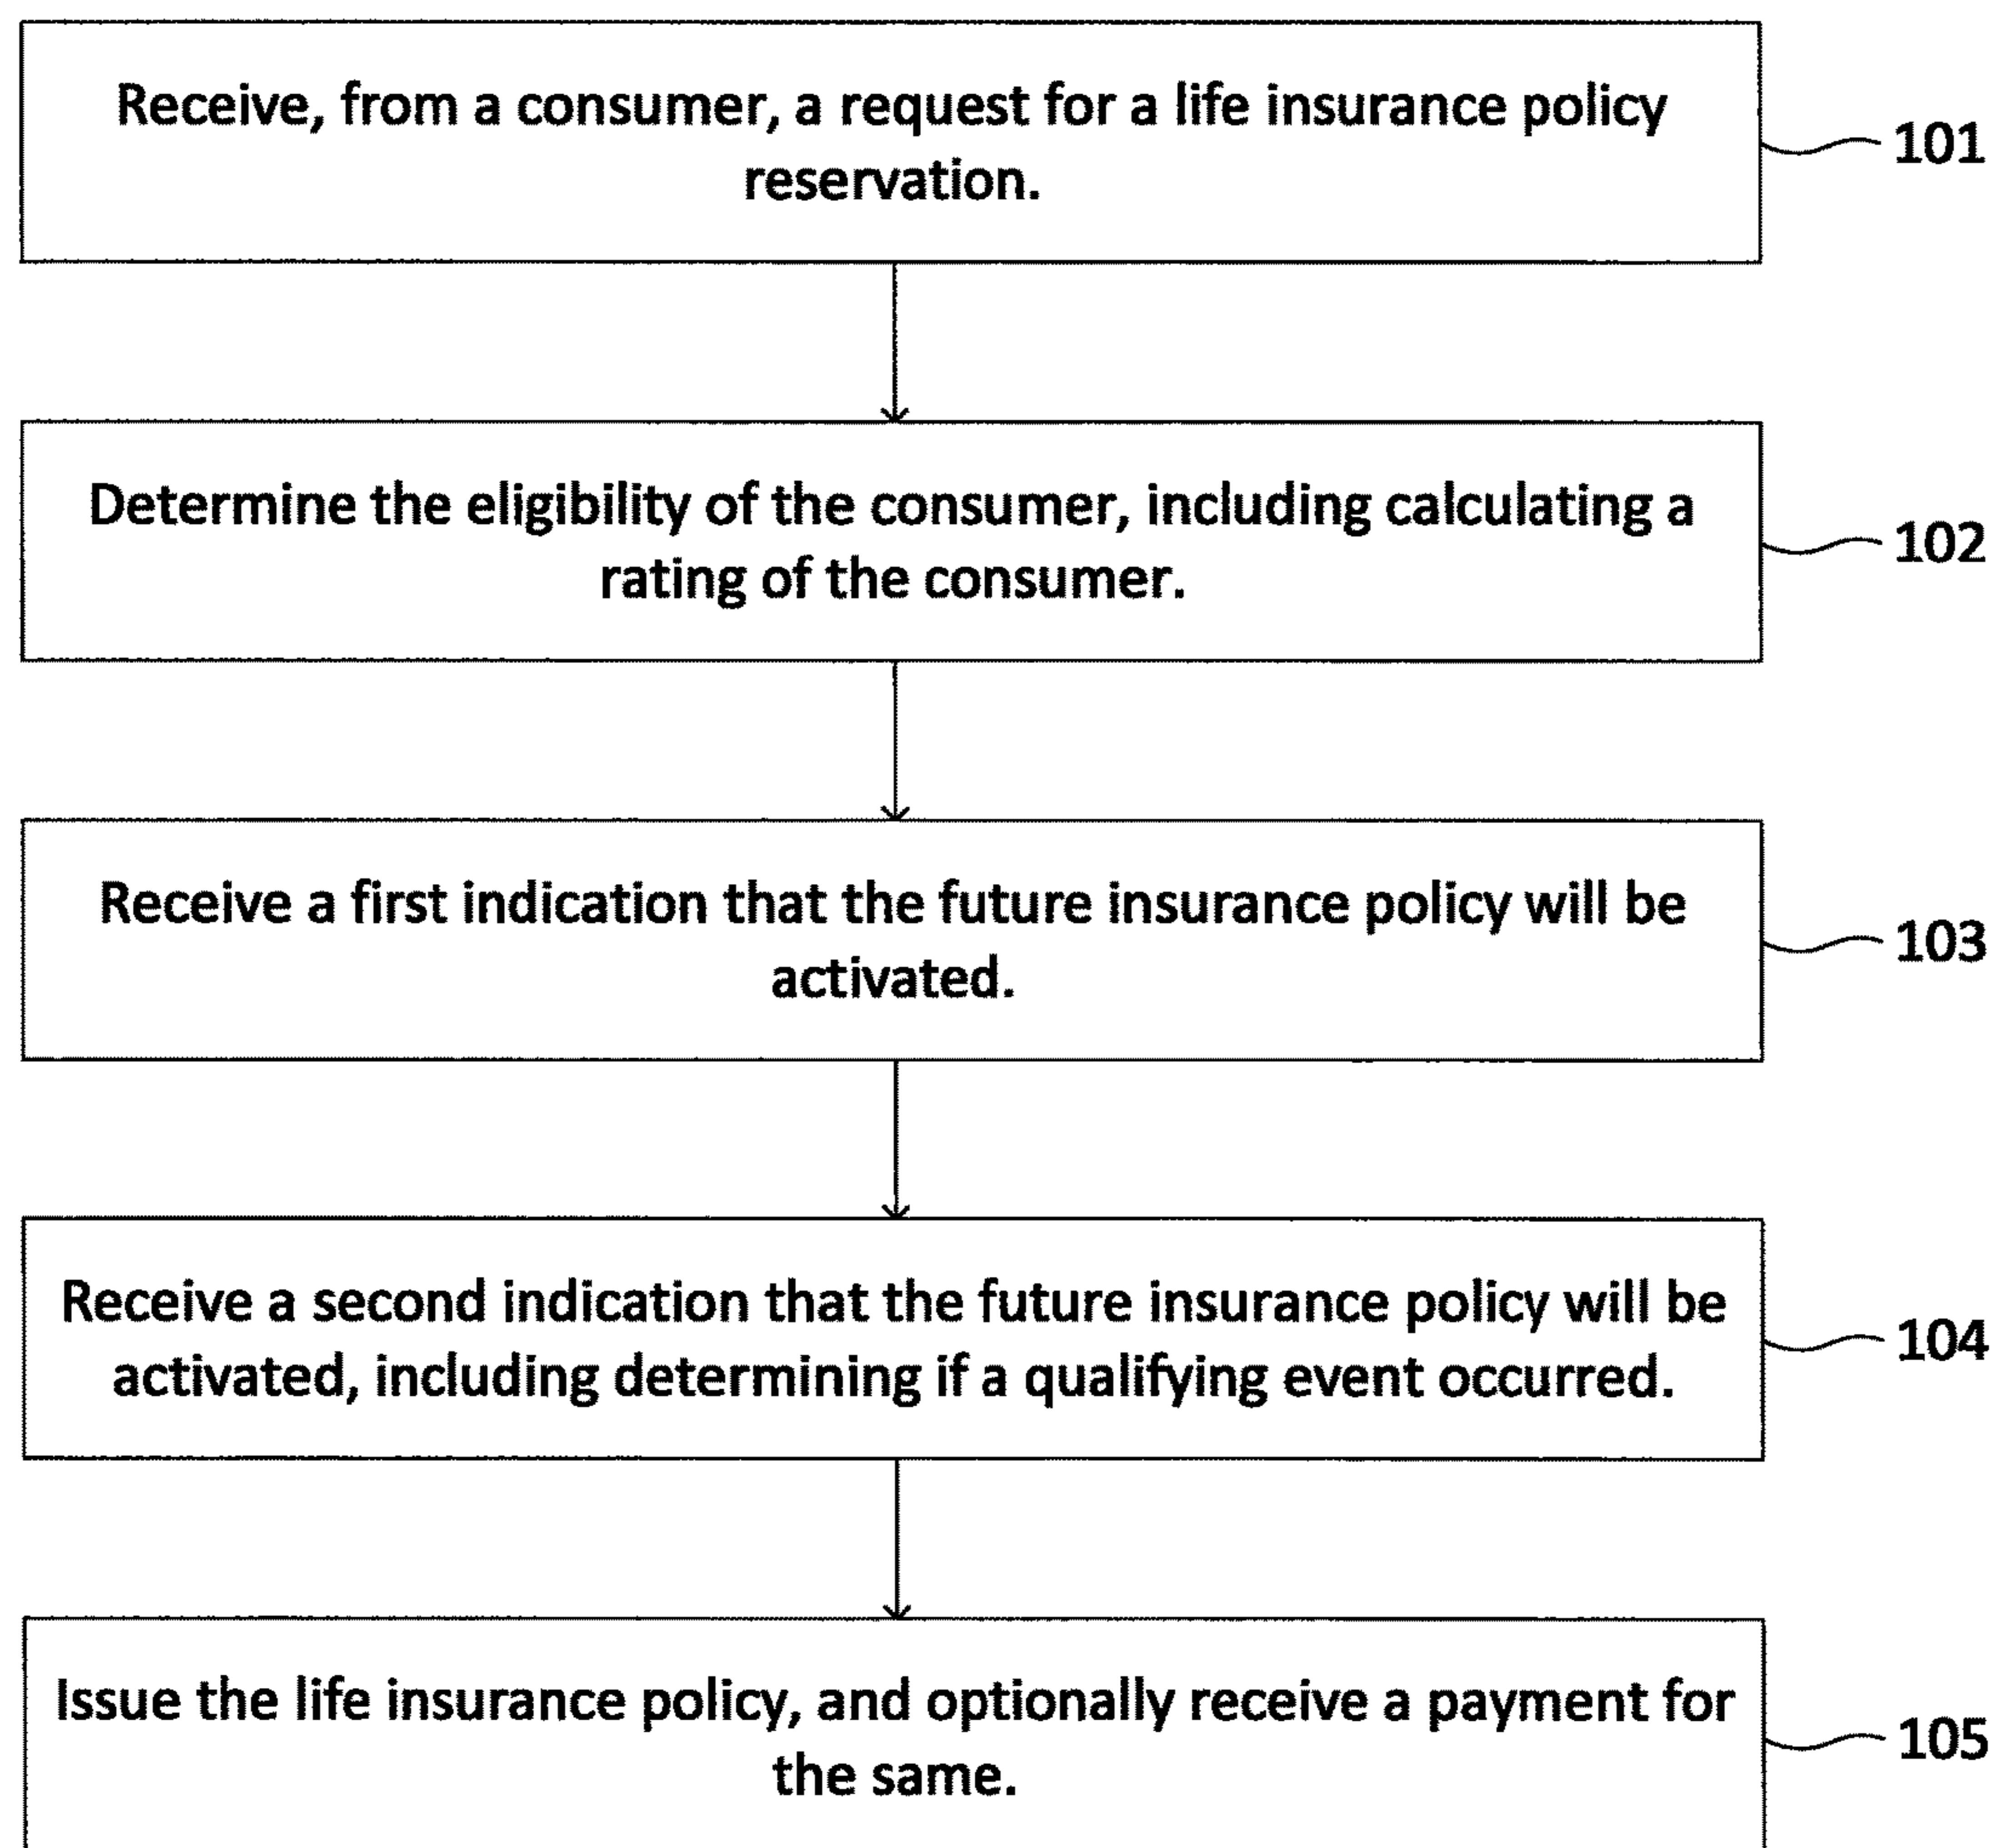 Receive, from a consumer, a request for a life insurance policy
reservation.
101
Determine the eligibility of the consumer, including calculating a
rating of the consumer.
102
Receive a first indication that the future insurance policy will be
activated.
103
Receive a second indication that the future insurance policy will be
activated, including determining if a qualifying event occurred.
104
Issue the life insurance policy, and optionally receive a payment for
the same.
105